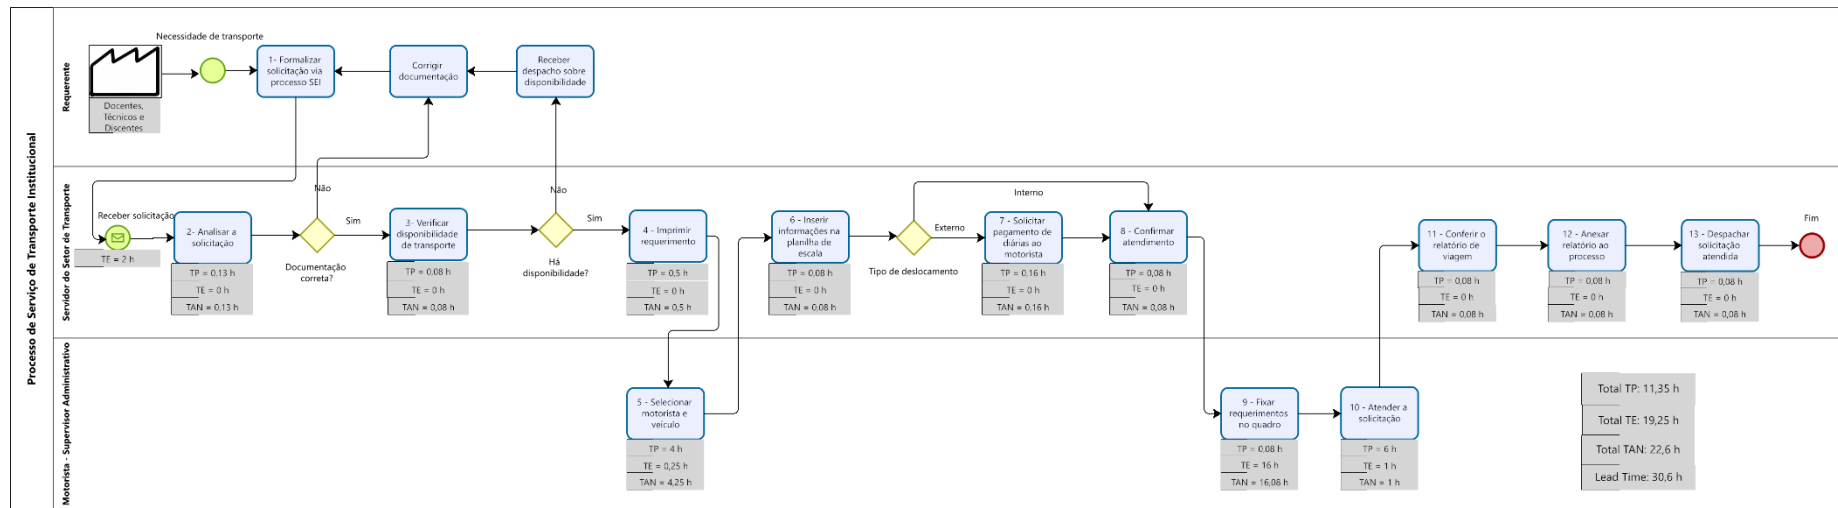 Processo de Serviço de Transporte Institucional
Requerente
Necessidade de transporte
Docentes,
Técnicos e
Discentes
1- Formalizar
solicitação via
processo SEI
Corrigir
documentação
Receber
despacho sobre
disponibilidade
Servidor do Setor de Transporte
Receber solicitação
TE = 2 h
2- Analisar a
solicitação
TP = 0,13 h
TE = 0 h
TAN = 0,13 h
Não
Sim
Documentação
correta?
3- Verificar
disponibilidade
de transporte
TP = 0,08 h
TE = 0 h
TAN = 0,08 h
Não
Sim
Há
disponibilidade?
4 - Imprimir
requerimento
TP = 0,5 h
TE = 0 h
TAN = 0,5 h
6 - Inserir
informações na
planilha de
escala
TP = 0,08 h
TE = 0 h
TAN = 0,08 h
Interno
Externo
Tipo de deslocamento
7 - Solicitar
pagamento de
diárias ao
motorista
TP = 0,16 h
TE = 0 h
TAN = 0,16 h
8 - Confirmar
atendimento
TP = 0,08 h
TE = 0 h
TAN = 0,08 h
11 - Conferir o
relatório de
viagem
TP = 0,08 h
TE = 0 h
TAN = 0,08 h
12 - Anexar
relatório ao
processo
TP = 0,08 h
TE = 0 h
TAN = 0,08 h
13 - Despachar
solicitação
atendida
TP = 0,08 h
TE = 0 h
TAN = 0,08 h
Fim
Motorista - Supervisor Administrativo
5 - Selecionar
motorista e
veículo
TP = 4 h
TE = 0,25 h
TAN = 4,25 h
9 - Fixar
requerimentos
no quadro
TP = 0,08 h
TE = 16 h
TAN = 16,08 h
10 - Atender a
solicitação
TP = 6 h
TE = 1 h
TAN = 1 h
Total TP: 11,35 h
Total TE: 19,25 h
Total TAN: 22,6 h
Lead Time: 30,6 h